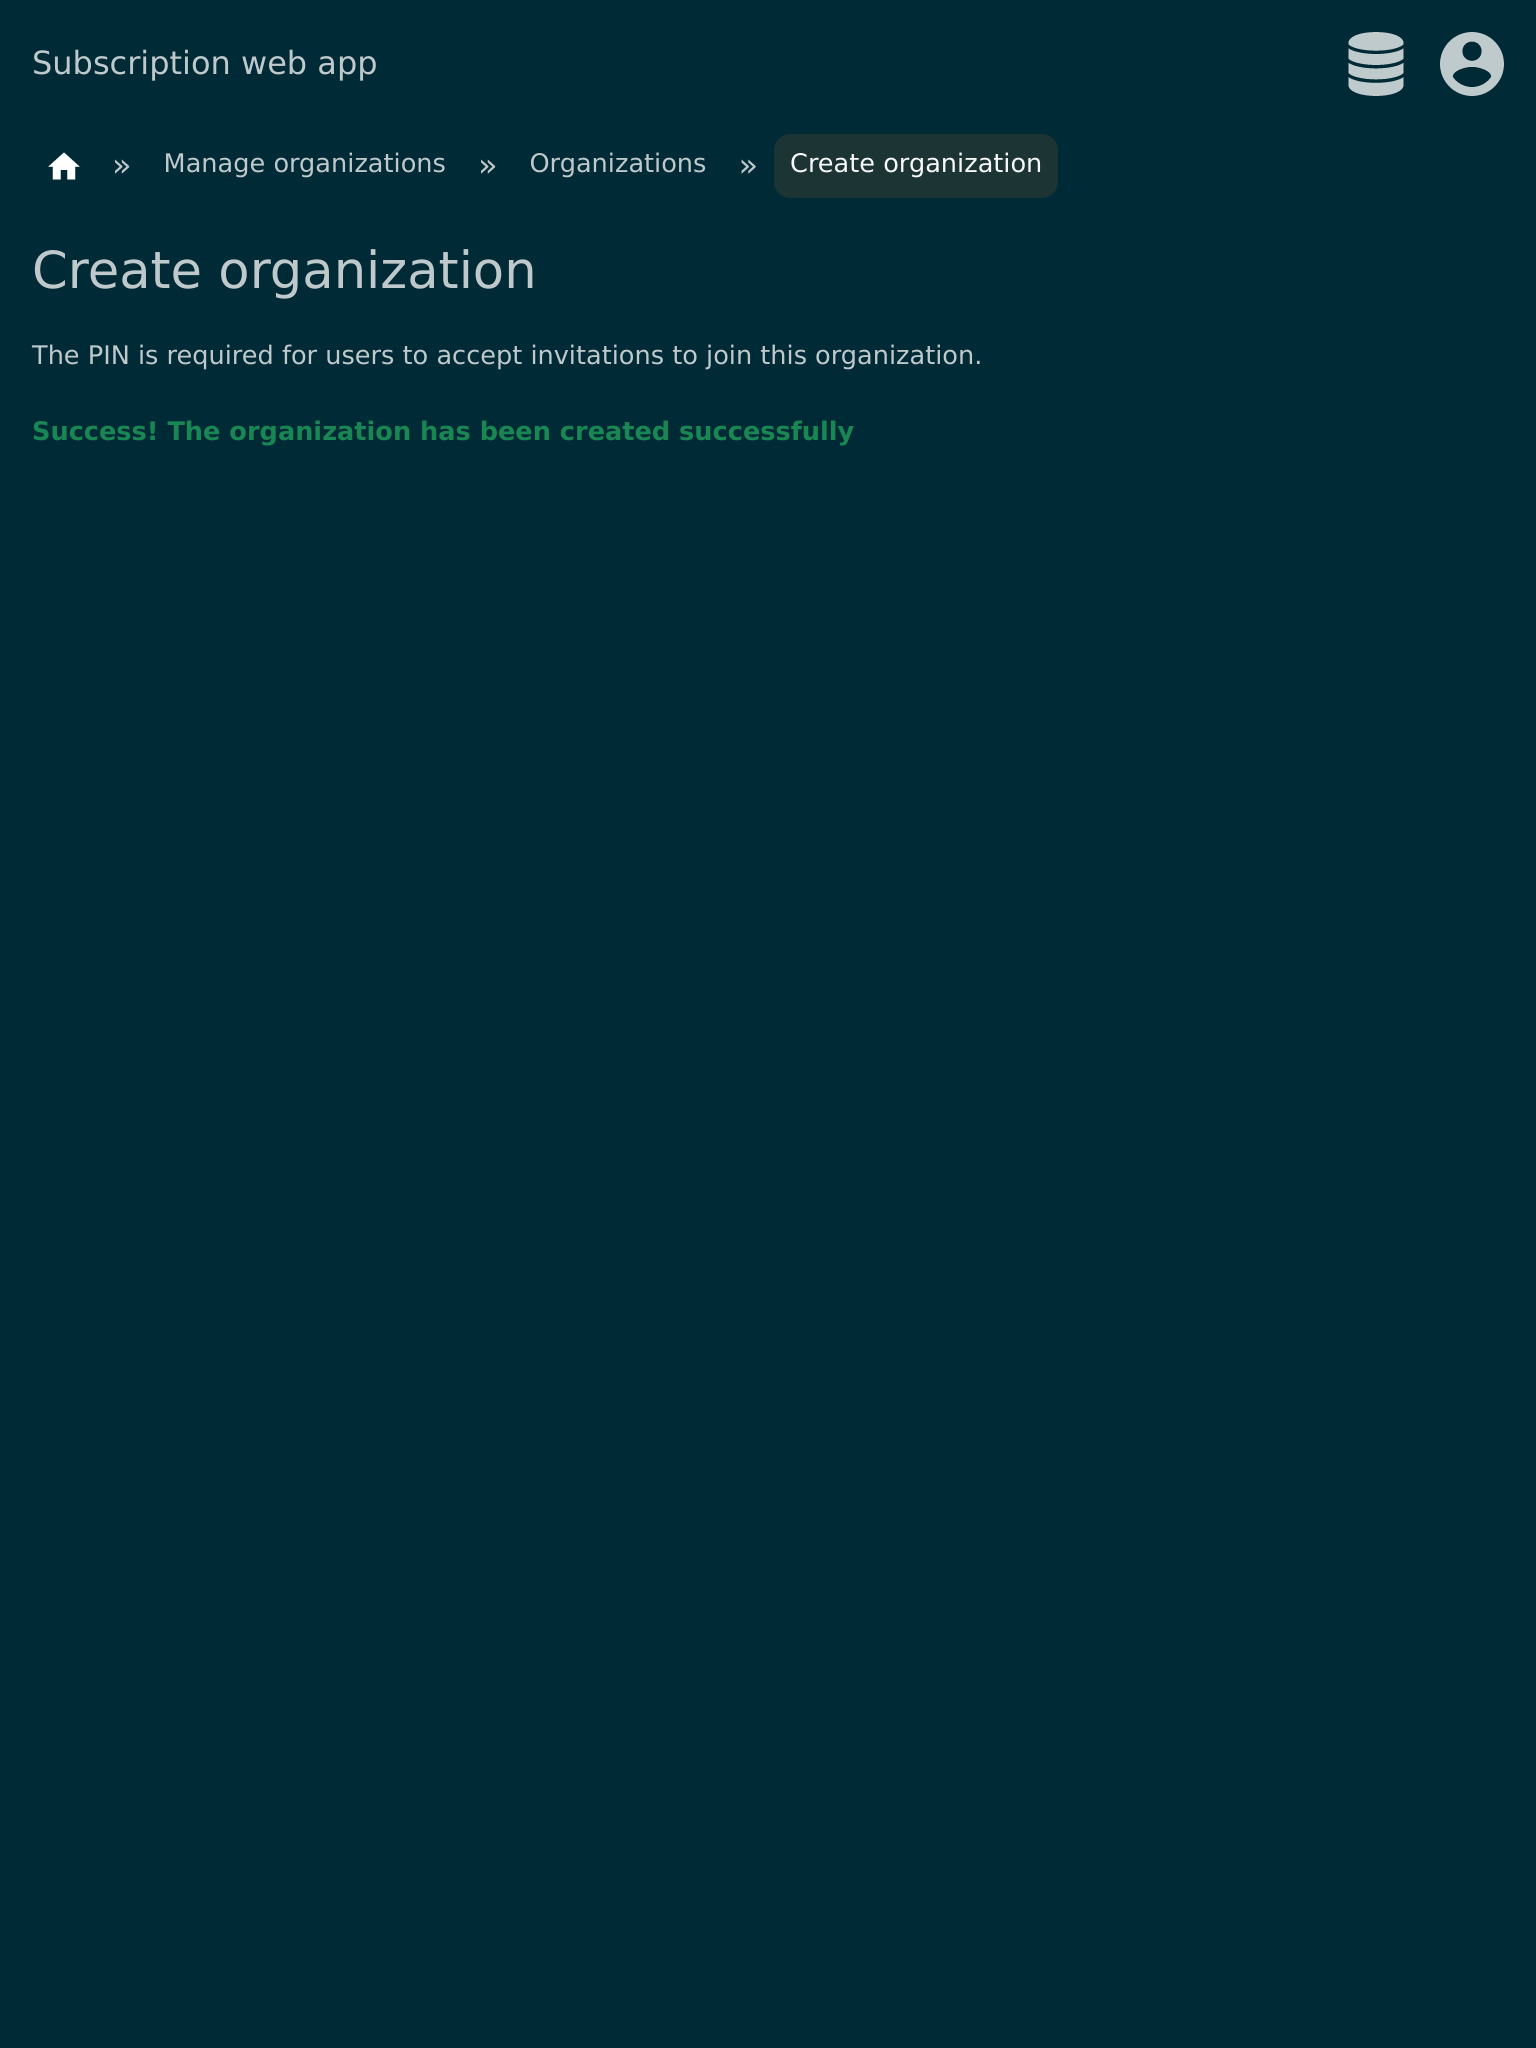 Subscription web app
» Manage organizations » Organizations » Create organization
Create organization
The PIN is required for users to accept invitations to join this organization.
Success! The organization has been created successfully